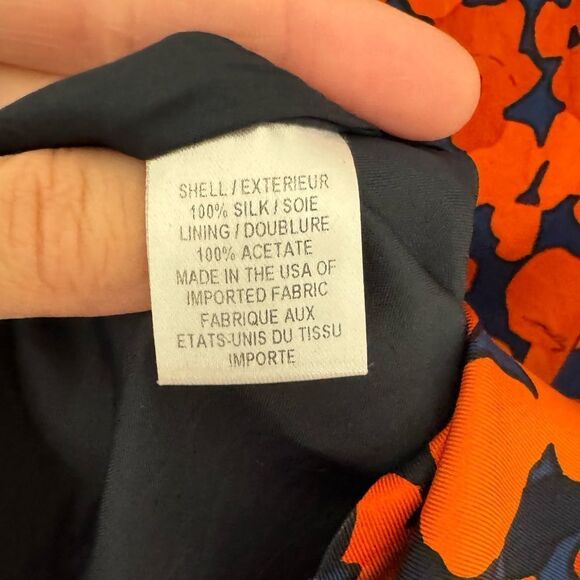 SHELL / EXTERIEUR
100% SILK / SOIE
LINING / DOUBLURE
100% ACETATE
MADE IN THE USA OF
IMPORTED FABRIC
FABRIQUE AUX
ETATS-UNIS DU TISSU
IMPORTE